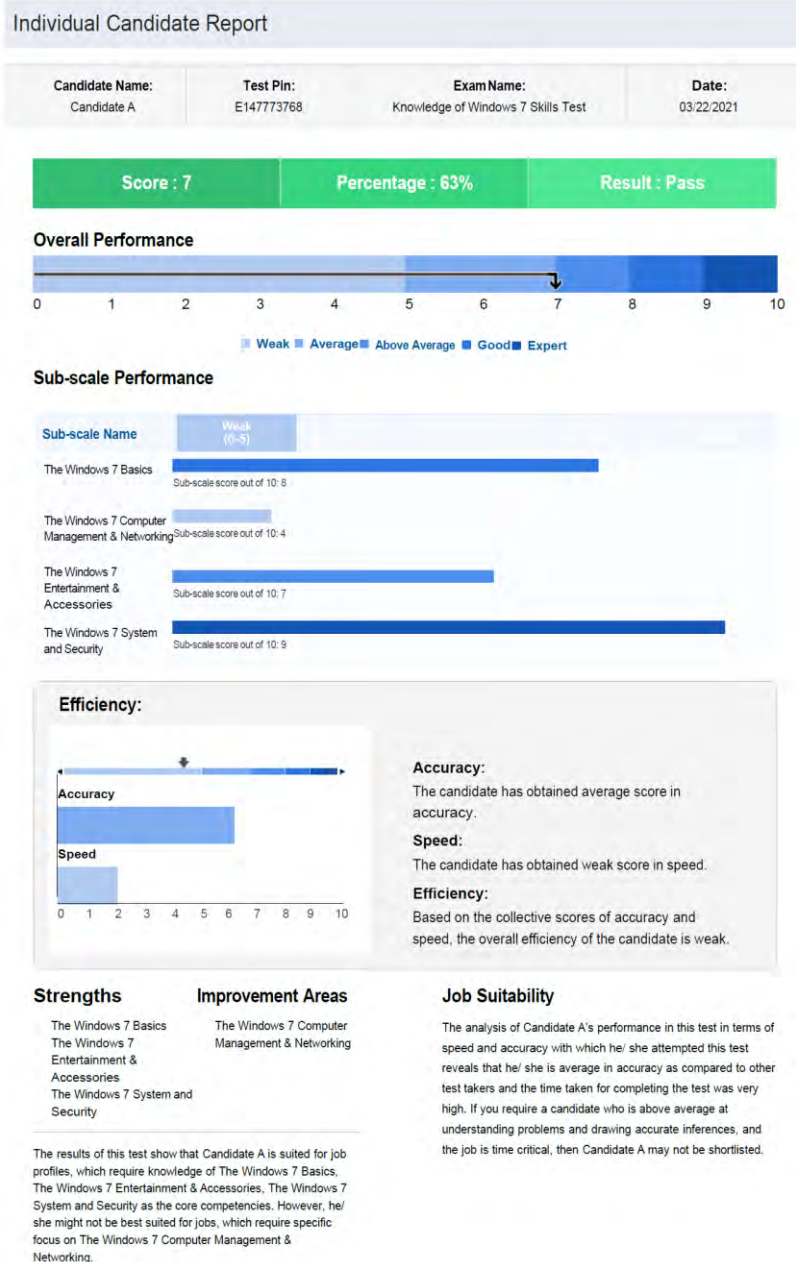 Individual Candidate Report
Candidate Name:
Candidate A
Test Pin:
E147773768
Exam Name:
Knowledge of Windows 7 Skills Test
Date:
03/22/2021
Score : 7
Percentage : 63%
Result : Pass
Overall Performance
0 1 2 3 4 5 6 7 8 9 10
Weak Average Above Average Good Expert
Sub-scale Performance
Sub-scale Name
Weak
(0-5)
The Windows 7 Basics
Sub-scale score out of 10: 8
The Windows 7 Computer
Management & Networking
Sub-scale score out of 10: 4
The Windows 7
Entertainment &
Accessories
Sub-scale score out of 10: 7
The Windows 7 System
and Security
Sub-scale score out of 10: 9
Efficiency:
Accuracy
Speed
0 1 2 3 4 5 6 7 8 9 10
Accuracy:
The candidate has obtained average score in
accuracy.
Speed:
The candidate has obtained weak score in speed.
Efficiency:
Based on the collective scores of accuracy and
speed, the overall efficiency of the candidate is weak.
Strengths
The Windows 7 Basics
The Windows 7
Entertainment &
Accessories
The Windows 7 System and
Security
Improvement Areas
The Windows 7 Computer
Management & Networking
The results of this test show that Candidate A is suited for job
profiles, which require knowledge of The Windows 7 Basics,
The Windows 7 Entertainment & Accessories, The Windows 7
System and Security as the core competencies. However, he/
she might not be best suited for jobs, which require specific
focus on The Windows 7 Computer Management &
Networking.
Job Suitability
The analysis of Candidate A's performance in this test in terms of
speed and accuracy with which he/ she attempted this test
reveals that he/ she is average in accuracy as compared to other
test takers and the time taken for completing the test was very
high. If you require a candidate who is above average at
understanding problems and drawing accurate inferences, and
the job is time critical, then Candidate A may not be shortlisted.